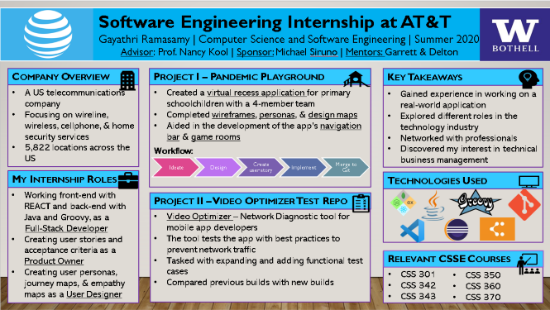 Software Engineering Internship at AT&T
Gayathri Ramasamy | Computer Science and Software Engineering | Summer 2020
Advisor: Prof. Nancy Kool | Sponsor: Michael Siruno | Mentors: Garrett & Delton
W
BOTHELL
COMPANY OVERVIEW
• A US telecommunications
company
• Focusing on wireline,
wireless, cellphone, & home
security services
• 5,822 locations across the
US
MY INTERNSHIP ROLES
• Working front-end with
REACT and back-end with
Java and Groovy, as a
Full-Stack Developer
• Creating user stories and
acceptance criteria as a
Product Owner
• Creating user personas,
journey maps, & empathy
maps as a User Designer
PROJECT I – PANDEMIC PLAYGROUND
• Created a virtual recess application for primary
schoolchildren with a 4-member team
• Completed wireframes, personas, & design maps
• Aided in the development of the app's navigation
bar & game rooms
Workflow:
Ideate
Design
Create
userstory
Implement
Merge to
Git
PROJECT II –VIDEO OPTIMIZER TEST REPO
• Video Optimizer – Network Diagnostic tool for
mobile app developers
• The tool tests the app with best practices to
prevent network traffic
• Tasked with expanding and adding functional test
cases
• Compared previous builds with new builds
KEY TAKEAWAYS
• Gained experience in working on a
real-world application
• Explored different roles in the
technology industry
• Networked with professionals
• Discovered my interest in technical
business management
TECHNOLOGIES USED
Groovy
git
RELEVANT CSSE COURSES
• CSS 301
• CSS 342
• CSS 343
• CSS 350
• CSS 360
• CSS 370